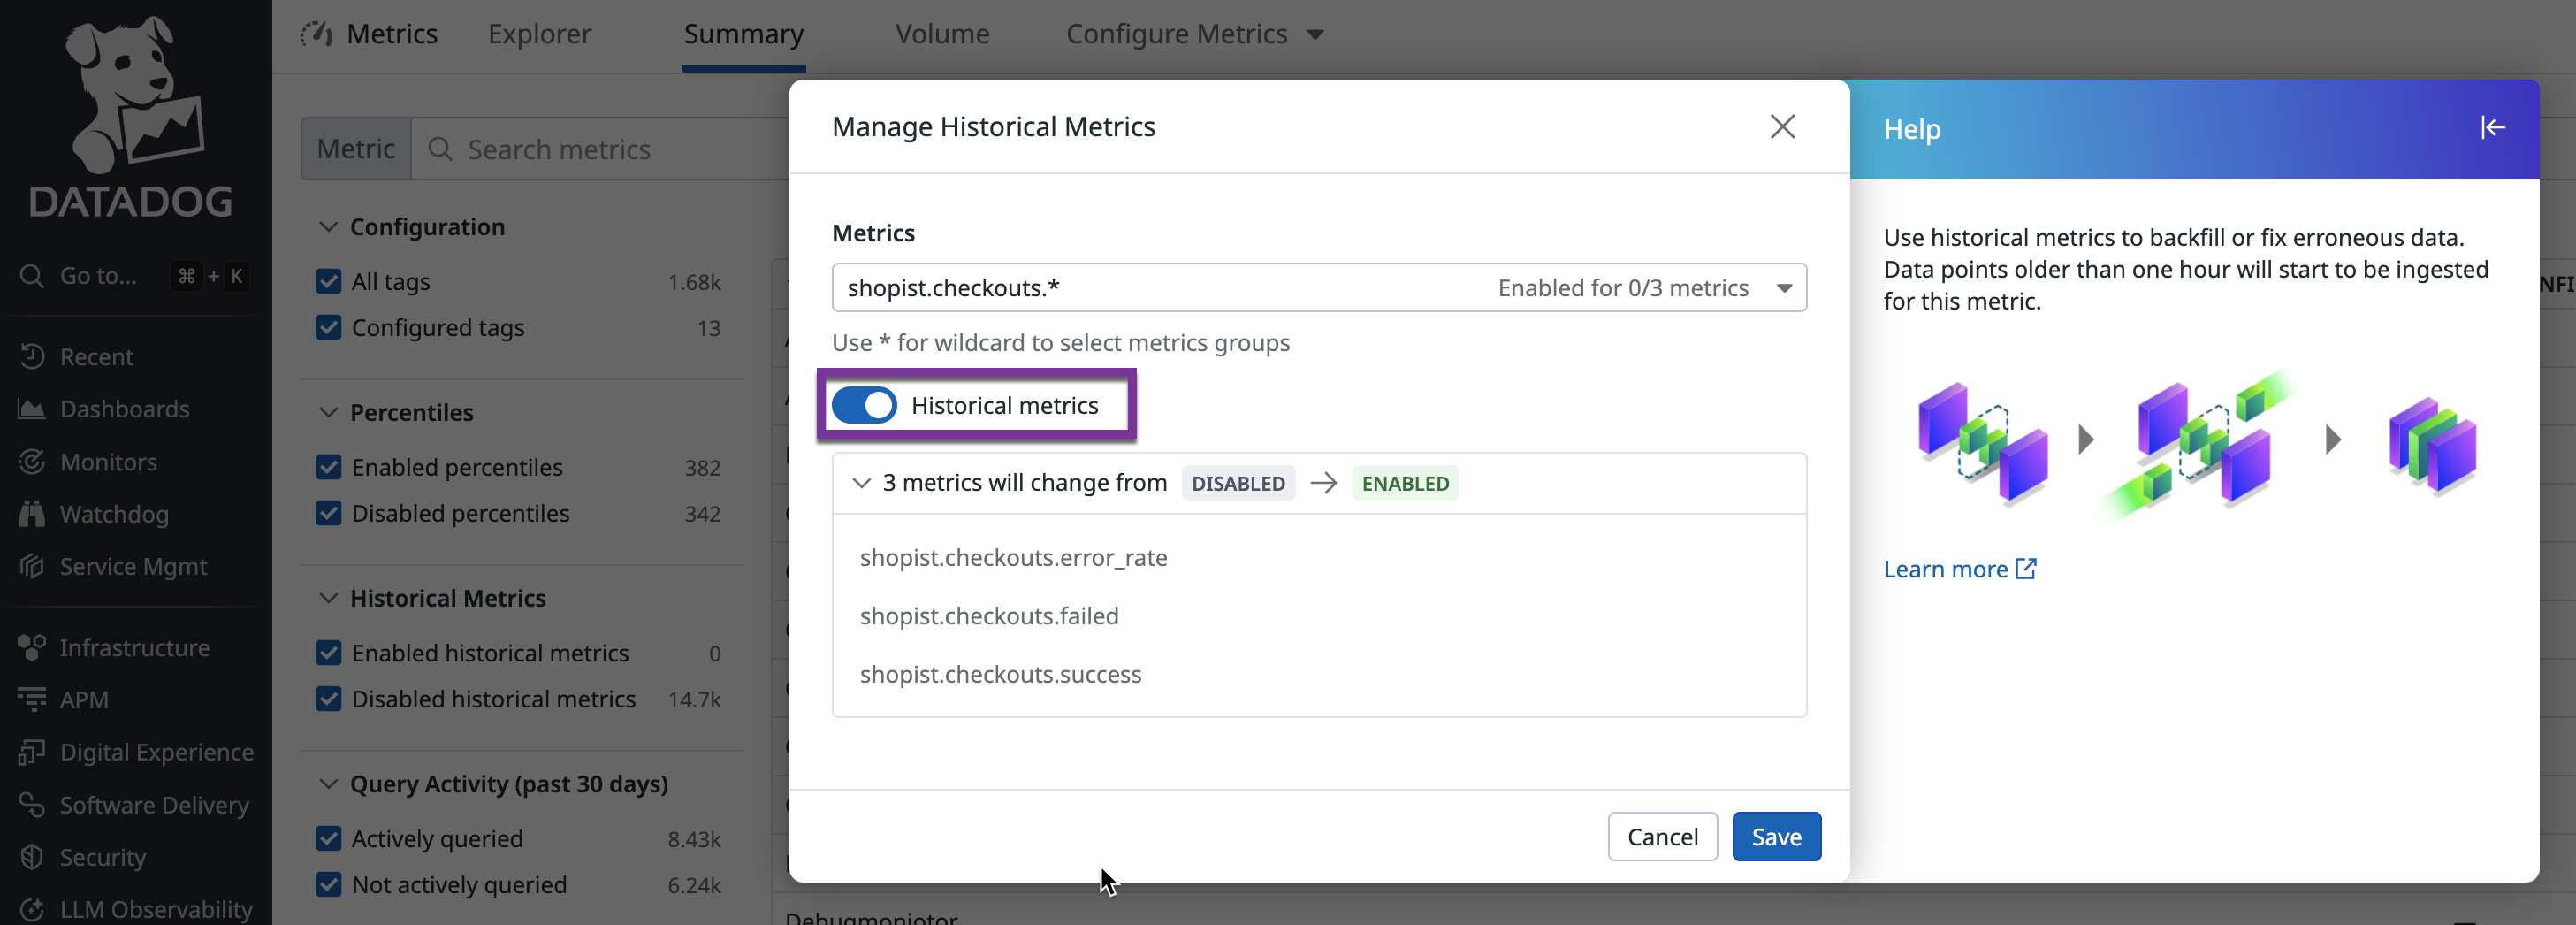 DATADOG
Go to... ⌘ + K
Recent
Dashboards
Monitors
Watchdog
Service Mgmt
Infrastructure
APM
Digital Experience
Software Delivery
Security
LLM Observability
Metrics Explorer Summary Volume Configure Metrics
Metric Search metrics
Configuration
All tags 1.68k
Configured tags 13
Percentiles
Enabled percentiles 382
Disabled percentiles 342
Historical Metrics
Enabled historical metrics 0
Disabled historical metrics 14.7k
Query Activity (past 30 days)
Actively queried 8.43k
Not actively queried 6.24k
Manage Historical Metrics
Metrics
shopist.checkouts.* Enabled for 0/3 metrics
Use * for wildcard to select metrics groups
Historical metrics
3 metrics will change from DISABLED → ENABLED
shopist.checkouts.error_rate
shopist.checkouts.failed
shopist.checkouts.success
Cancel Save
Help
Use historical metrics to backfill or fix erroneous data.
Data points older than one hour will start to be ingested
for this metric.
Learn more
NFI